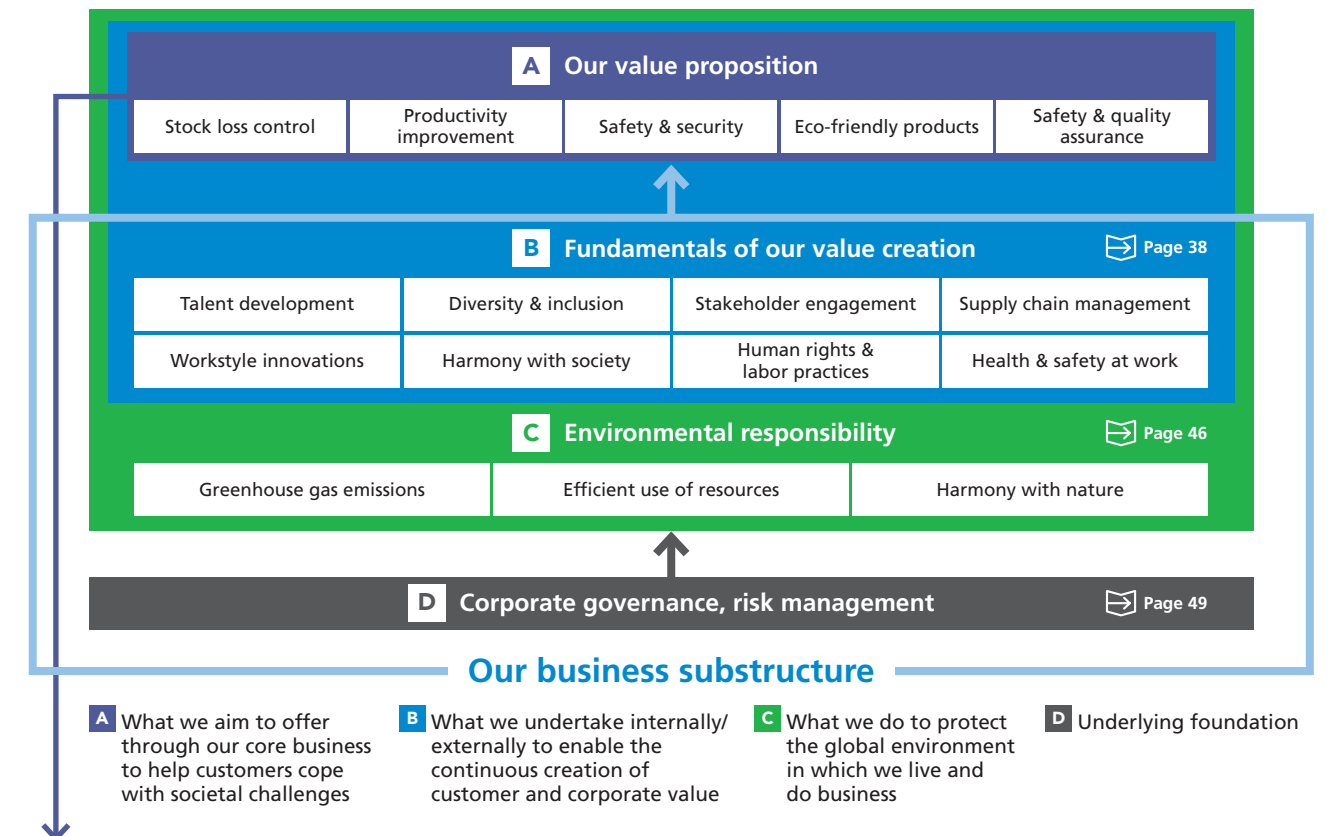 A Our value proposition
Stock loss control
Productivity
improvement
Safety & security
Eco-friendly products
Safety & quality
assurance
B Fundamentals of our value creation
Page 38
Talent development
Diversity & inclusion
Stakeholder engagement
Supply chain management
Workstyle innovations
Harmony with society
Human rights &
labor practices
Health & safety at work
C Environmental responsibility
Page 46
Greenhouse gas emissions
Efficient use of resources
Harmony with nature
D Corporate governance, risk management
Page 49
Our business substructure
A What we aim to offer
through our core business
to help customers cope
with societal challenges
B What we undertake internally/
externally to enable the
continuous creation of
customer and corporate value
C What we do to protect
the global environment
in which we live and
do business
D Underlying foundation